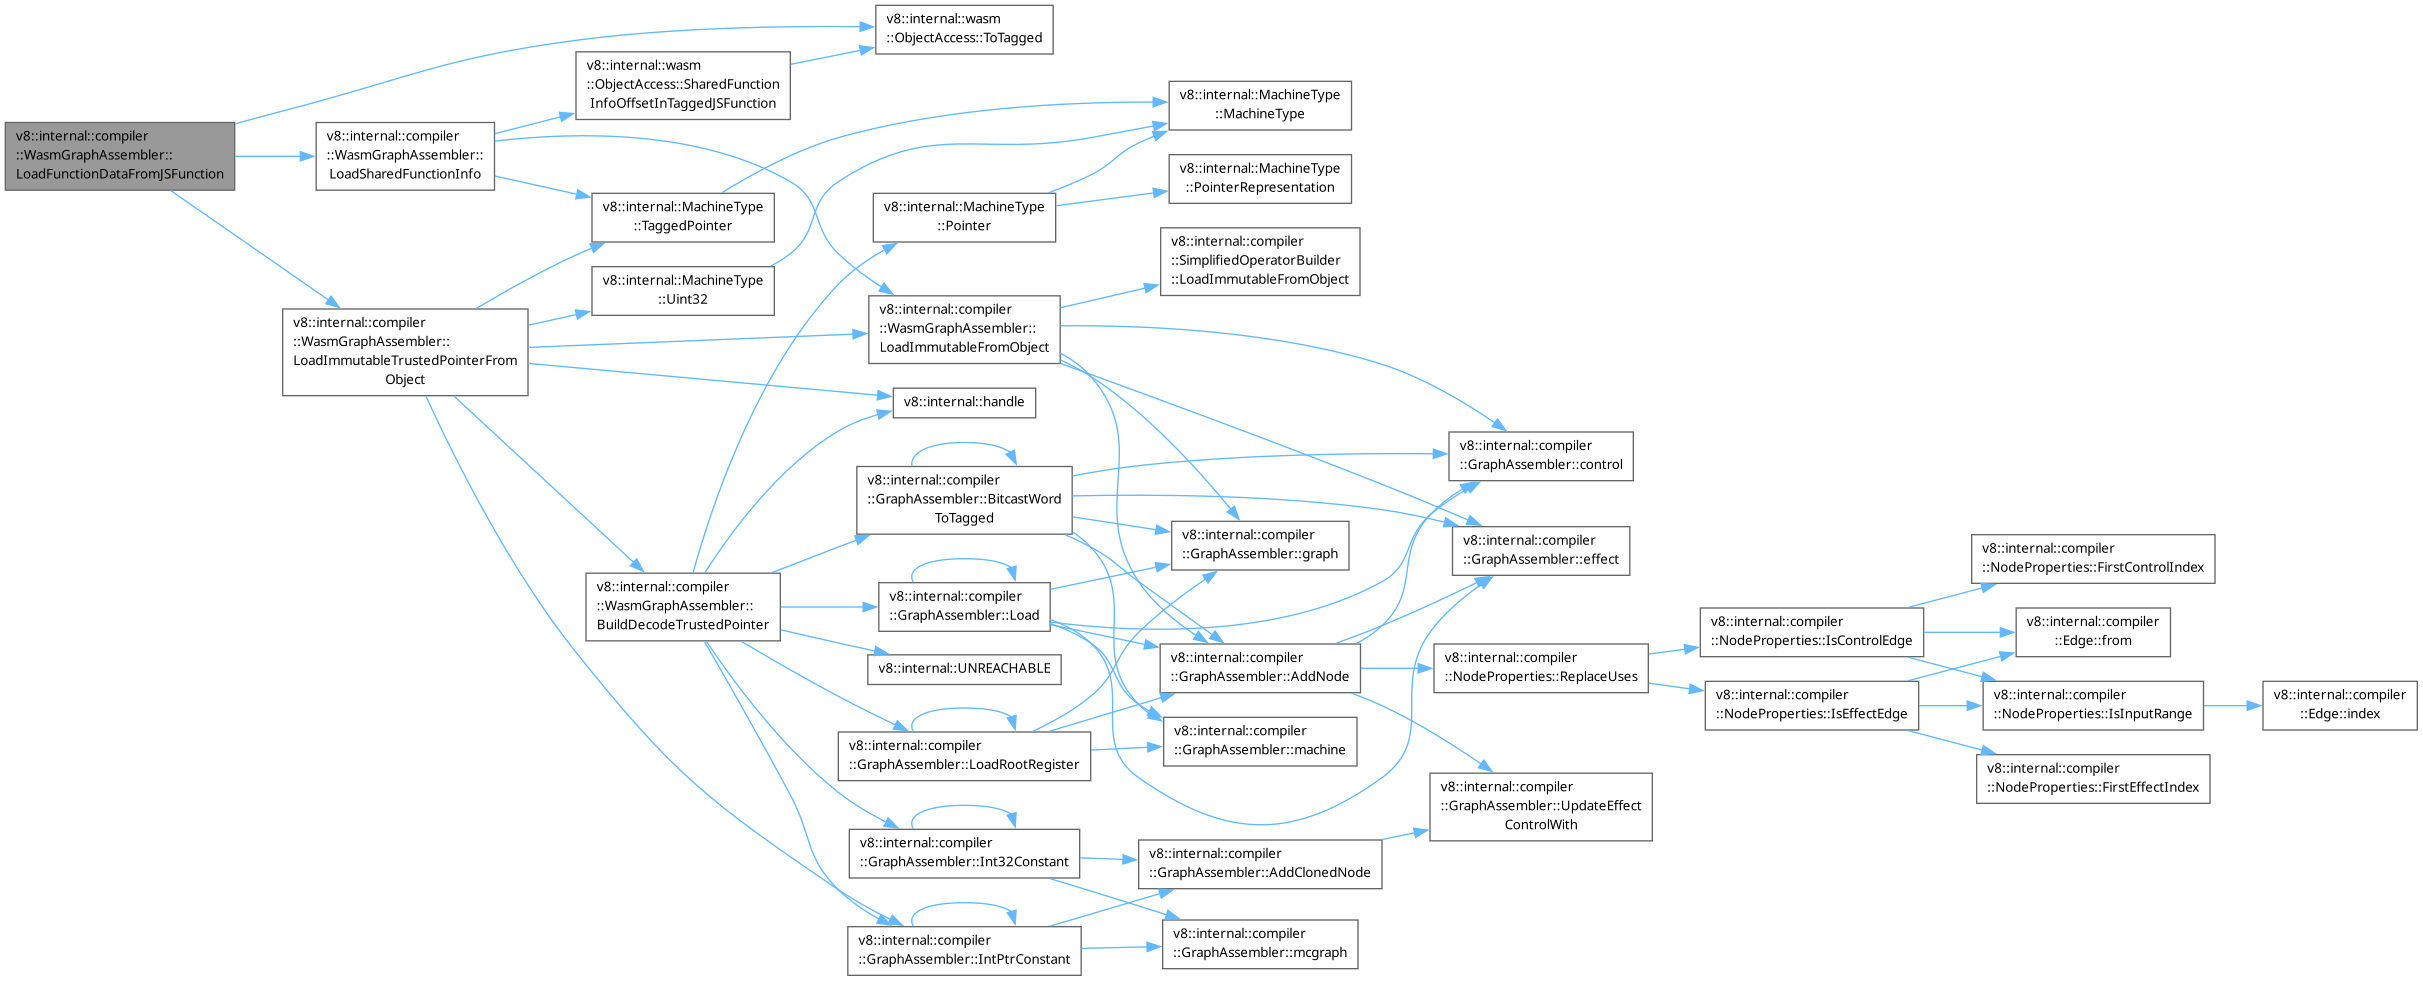 v8::internal::compiler
::WasmGraphAssembler::
LoadFunctionDataFromJSFunction
v8::internal::compiler
::WasmGraphAssembler::
LoadSharedFunctionInfo
v8::internal::compiler
::WasmGraphAssembler::
LoadImmutableTrustedPointerFrom
Object
v8::internal::wasm
::ObjectAccess::SharedFunction
InfoOffsetInTaggedJSFunction
v8::internal::MachineType
::TaggedPointer
v8::internal::MachineType
::Uint32
v8::internal::compiler
::WasmGraphAssembler::
BuildDecodeTrustedPointer
v8::internal::wasm
::ObjectAccess::ToTagged
v8::internal::MachineType
::Pointer
v8::internal::compiler
::WasmGraphAssembler::
LoadImmutableFromObject
v8::internal::handle
v8::internal::compiler
::GraphAssembler::BitcastWord
ToTagged
v8::internal::compiler
::GraphAssembler::Load
v8::internal::UNREACHABLE
v8::internal::compiler
::GraphAssembler::LoadRootRegister
v8::internal::compiler
::GraphAssembler::Int32Constant
v8::internal::compiler
::GraphAssembler::IntPtrConstant
v8::internal::MachineType
::MachineType
v8::internal::MachineType
::PointerRepresentation
v8::internal::compiler
::SimplifiedOperatorBuilder
::LoadImmutableFromObject
v8::internal::compiler
::GraphAssembler::graph
v8::internal::compiler
::GraphAssembler::AddNode
v8::internal::compiler
::GraphAssembler::machine
v8::internal::compiler
::GraphAssembler::AddClonedNode
v8::internal::compiler
::GraphAssembler::mcgraph
v8::internal::compiler
::GraphAssembler::control
v8::internal::compiler
::GraphAssembler::effect
v8::internal::compiler
::NodeProperties::ReplaceUses
v8::internal::compiler
::GraphAssembler::UpdateEffect
ControlWith
v8::internal::compiler
::NodeProperties::IsControlEdge
v8::internal::compiler
::NodeProperties::IsEffectEdge
v8::internal::compiler
::NodeProperties::FirstControlIndex
v8::internal::compiler
::Edge::from
v8::internal::compiler
::NodeProperties::IsInputRange
v8::internal::compiler
::NodeProperties::FirstEffectIndex
v8::internal::compiler
::Edge::index